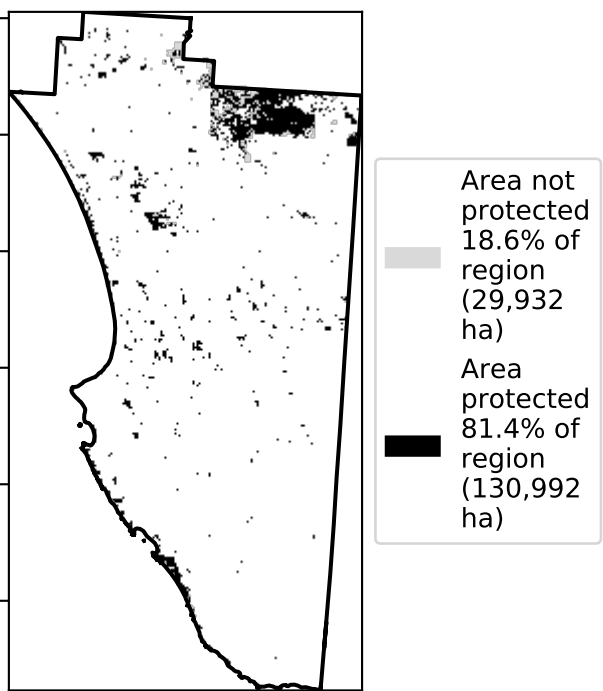 Area not
protected
18.6% of
region
(29,932
ha)
Area
protected
81.4% of
region
(130,992
ha)